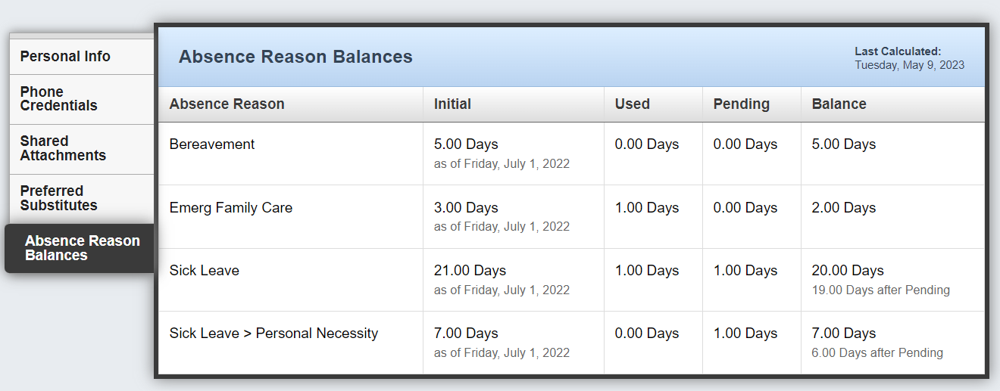 Personal Info
Phone
Credentials
Shared
Attachments
Preferred
Substitutes
Absence Reason
Balances
Absence Reason Balances
Last Calculated:
Tuesday, May 9, 2023
Absence Reason Initial Used Pending Balance
Bereavement 5.00 Days 0.00 Days 0.00 Days 5.00 Days
as of Friday, July 1, 2022
Emerg Family Care 3.00 Days 1.00 Days 0.00 Days 2.00 Days
as of Friday, July 1, 2022
Sick Leave 21.00 Days 1.00 Days 1.00 Days 20.00 Days
as of Friday, July 1, 2022 19.00 Days after Pending
Sick Leave > Personal Necessity 7.00 Days 0.00 Days 1.00 Days 7.00 Days
as of Friday, July 1, 2022 6.00 Days after Pending